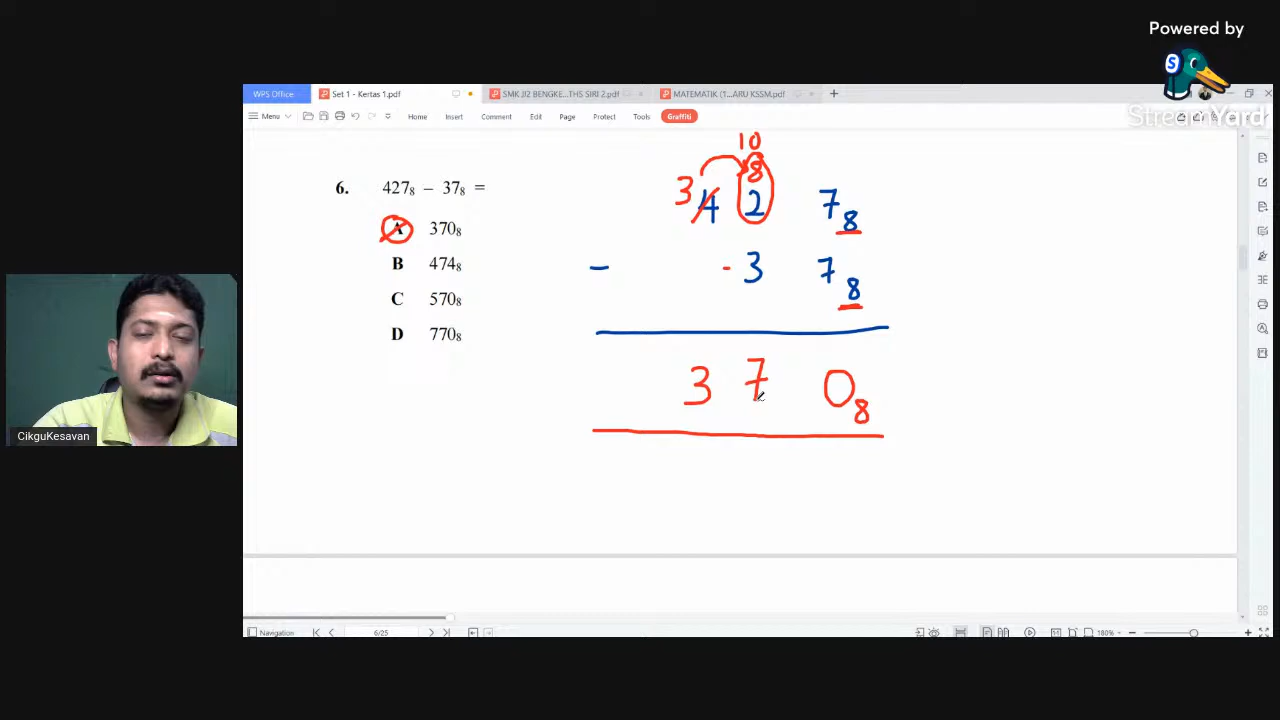 Powered by
S
StreamYard
WPS Office
Set 1 - Kertas 1.pdf
SMK JI2 BENGKE...THS SIRI 2.pdf
MATEMATIK (1...ARU KSSM.pdf
Menu
Home
Insert
Comment
Edit
Page
Protect
Tools
Graffiti
6. 427₈ – 37₈ =
A 370₈
B 474₈
C 570₈
D 770₈
10
8
3 4 2 7₈
– 3 7₈
3 7 0₈
CikguKesavan
Navigation
6/25
180%